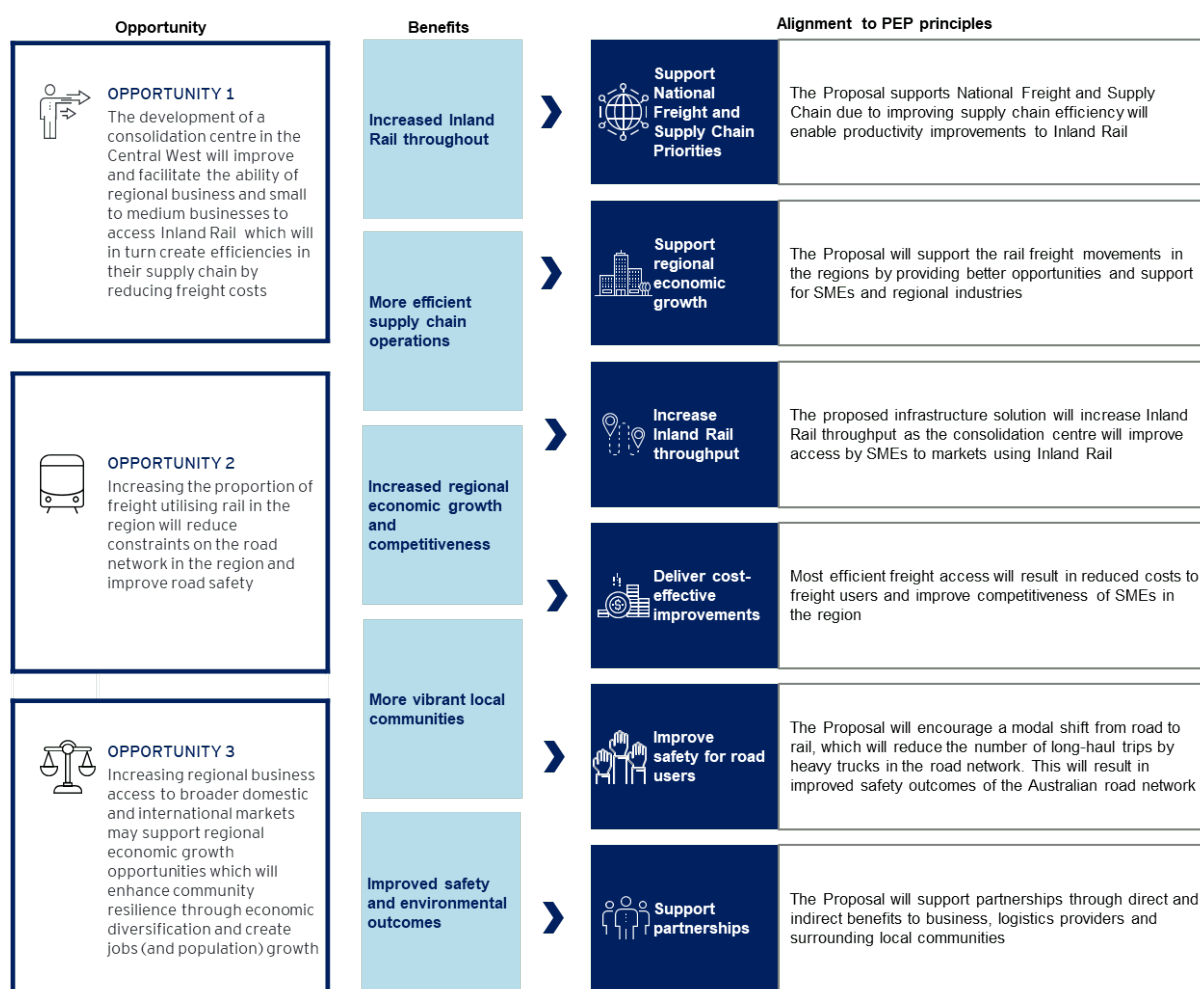 Opportunity
Benefits
Alignment to PEP principles
OPPORTUNITY 1
The development of a
consolidation centre in the
Central West will improve
and facilitate the ability of
regional business and small
to medium businesses to
access Inland Rail which will
in turn create efficiencies in
their supply chain by
reducing freight costs
OPPORTUNITY 2
Increasing the proportion of
freight utilising rail in the
region will reduce
constraints on the road
network in the region and
improve road safety
OPPORTUNITY 3
Increasing regional business
access to broader domestic
and international markets
may support regional
economic growth
opportunities which will
enhance community
resilience through economic
diversification and create
jobs (and population) growth
Increased Inland
Rail throughout
More efficient
supply chain
operations
Increased regional
economic growth
and
competitiveness
More vibrant local
communities
Improved safety
and environmental
outcomes
Support
National
Freight and
Supply Chain
Priorities
The Proposal supports National Freight and Supply
Chain due to improving supply chain efficiency will
enable productivity improvements to Inland Rail
Support
regional
economic
growth
The Proposal will support the rail freight movements in
the regions by providing better opportunities and support
for SMEs and regional industries
Increase
Inland Rail
throughput
The proposed infrastructure solution will increase Inland
Rail throughput as the consolidation centre will improve
access by SMEs to markets using Inland Rail
Deliver cost-
effective
improvements
Most efficient freight access will result in reduced costs to
freight users and improve competitiveness of SMEs in
the region
Improve
safety for road
users
The Proposal will encourage a modal shift from road to
rail, which will reduce the number of long-haul trips by
heavy trucks in the road network. This will result in
improved safety outcomes of the Australian road network
Support
partnerships
The Proposal will support partnerships through direct and
indirect benefits to business, logistics providers and
surrounding local communities